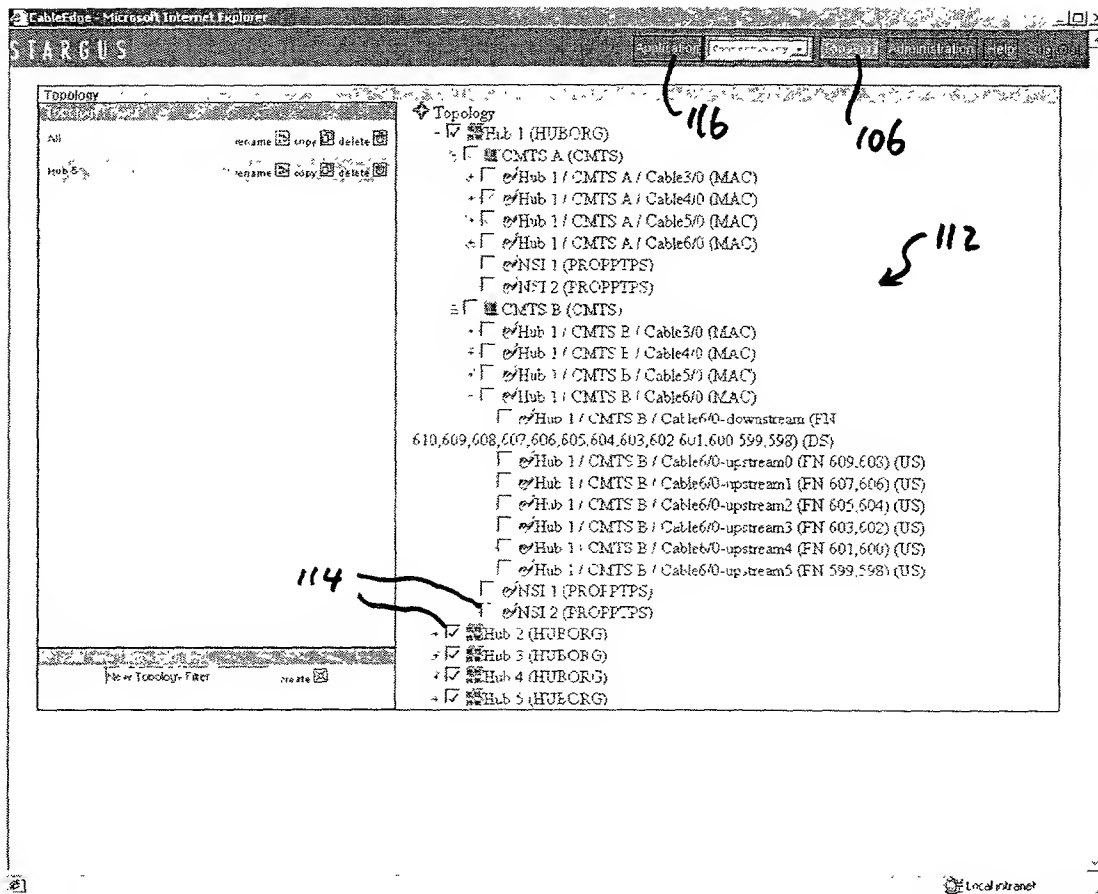 CableEdge - Microsoft Internet Explorer
STARGUS
Application Topology Administration Help Log Out
116
106
Topology
All rename copy delete
Hub 5 rename copy delete
Topology
Hub 1 (HUBORG)
CMTS A (CMTS)
Hub 1 / CMTS A / Cable3/0 (MAC)
Hub 1 / CMTS A / Cable4/0 (MAC)
Hub 1 / CMTS A / Cable5/0 (MAC)
Hub 1 / CMTS A / Cable6/0 (MAC)
112
NSI 1 (PROPPTPS)
NSI 2 (PROPPTPS)
CMTS B (CMTS)
Hub 1 / CMTS B / Cable3/0 (MAC)
Hub 1 / CMTS B / Cable4/0 (MAC)
Hub 1 / CMTS B / Cable5/0 (MAC)
Hub 1 / CMTS B / Cable6/0 (MAC)
Hub 1 / CMTS B / Cable6/0-downstream (FN
610,609,608,607,606,605,604,603,602 601,600 599,598) (DS)
Hub 1 / CMTS B / Cable6/0-upstream0 (FN 609,608) (US)
Hub 1 / CMTS B / Cable6/0-upstream1 (FN 607,606) (US)
Hub 1 / CMTS B / Cable6/0-upstream2 (FN 605,604) (US)
Hub 1 / CMTS B / Cable6/0-upstream3 (FN 603,602) (US)
Hub 1 / CMTS B / Cable6/0-upstream4 (FN 601,600) (US)
Hub 1 / CMTS B / Cable6/0-upstream5 (FN 599,598) (US)
114
NSI 1 (PROPPTPS)
NSI 2 (PROPPTPS)
Hub 2 (HUBORG)
Hub 3 (HUBORG)
Hub 4 (HUBORG)
Hub 5 (HUBORG)
New Topology Filter create
Local intranet